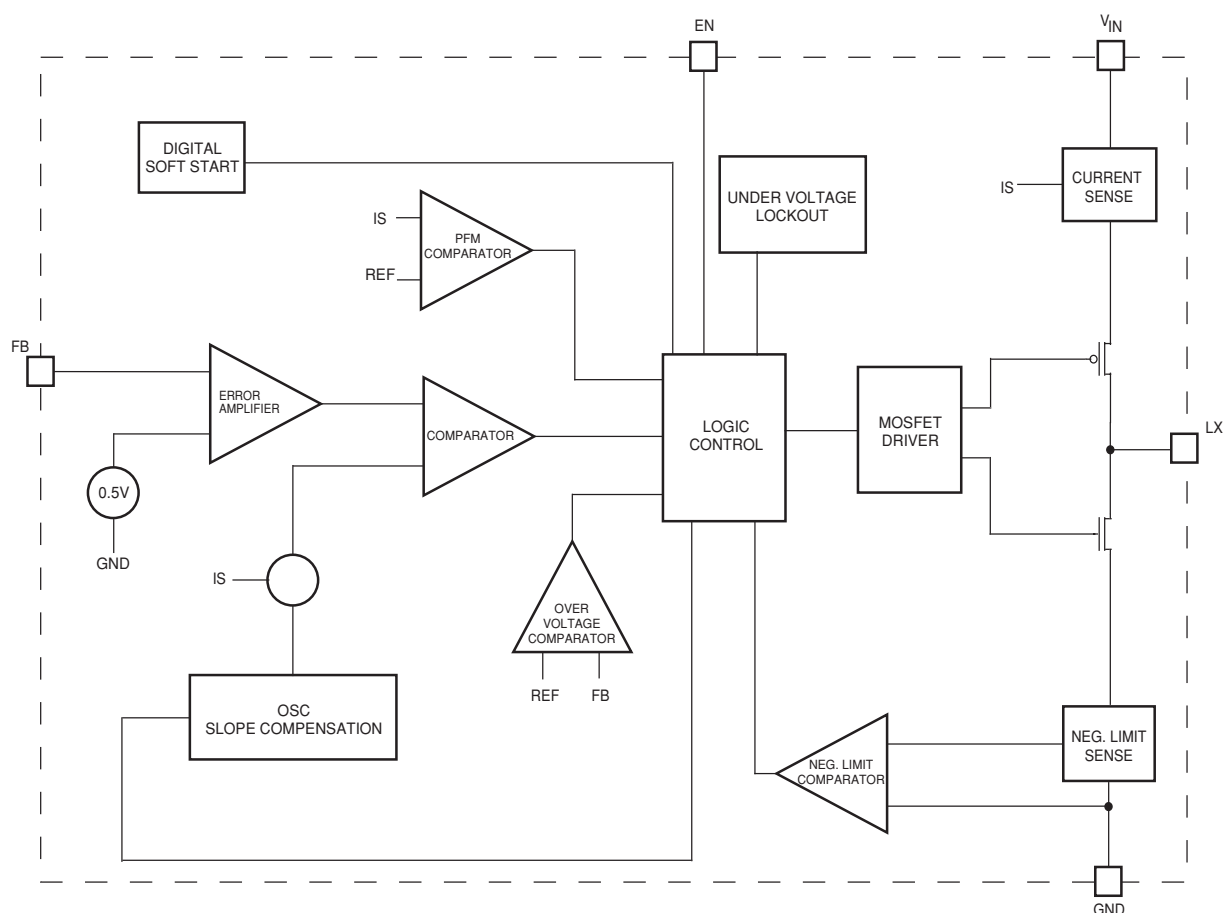 EN
VIN
DIGITAL
SOFT START
IS
PFM
COMPARATOR
REF
UNDER VOLTAGE
LOCKOUT
IS
CURRENT
SENSE
FB
ERROR
AMPLIFIER
COMPARATOR
LOGIC
CONTROL
MOSFET
DRIVER
LX
0.5V
GND
IS
OVER
VOLTAGE
COMPARATOR
REF
FB
OSC
SLOPE COMPENSATION
NEG. LIMIT
COMPARATOR
NEG. LIMIT
SENSE
GND